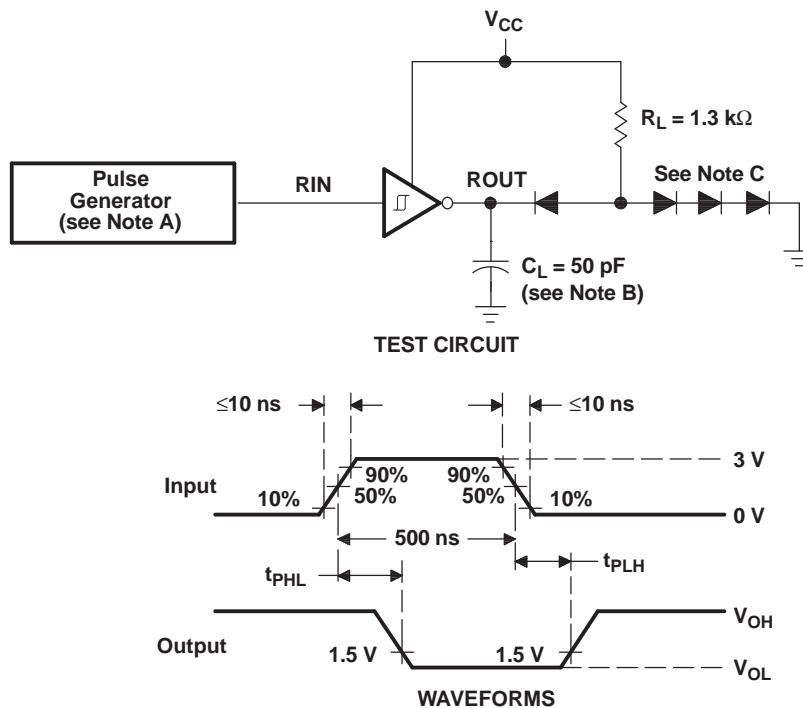 VCC
RL = 1.3 kΩ
Pulse
Generator
(see Note A)
RIN
ROUT
See Note C
CL = 50 pF
(see Note B)
TEST CIRCUIT
≤10 ns
≤10 ns
Input
10%
90%
50%
90%
50%
10%
3 V
0 V
500 ns
tPHL
tPLH
Output
1.5 V
1.5 V
VOH
VOL
WAVEFORMS